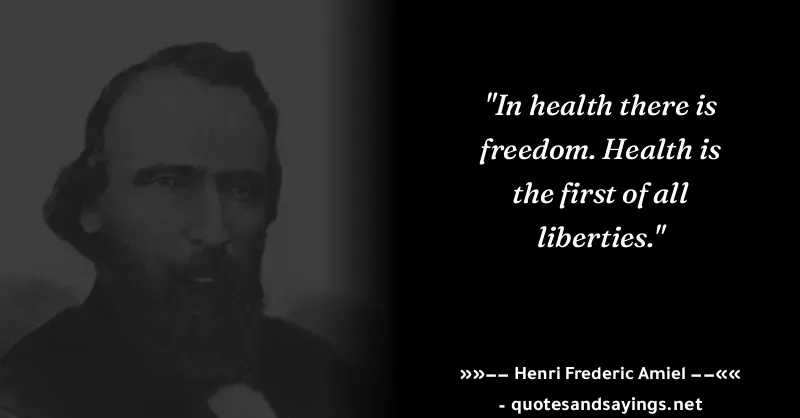 "In health there is
freedom. Health is
the first of all
liberties."
»»−− Henri Frederic Amiel −−««
- quotesandsayings.net